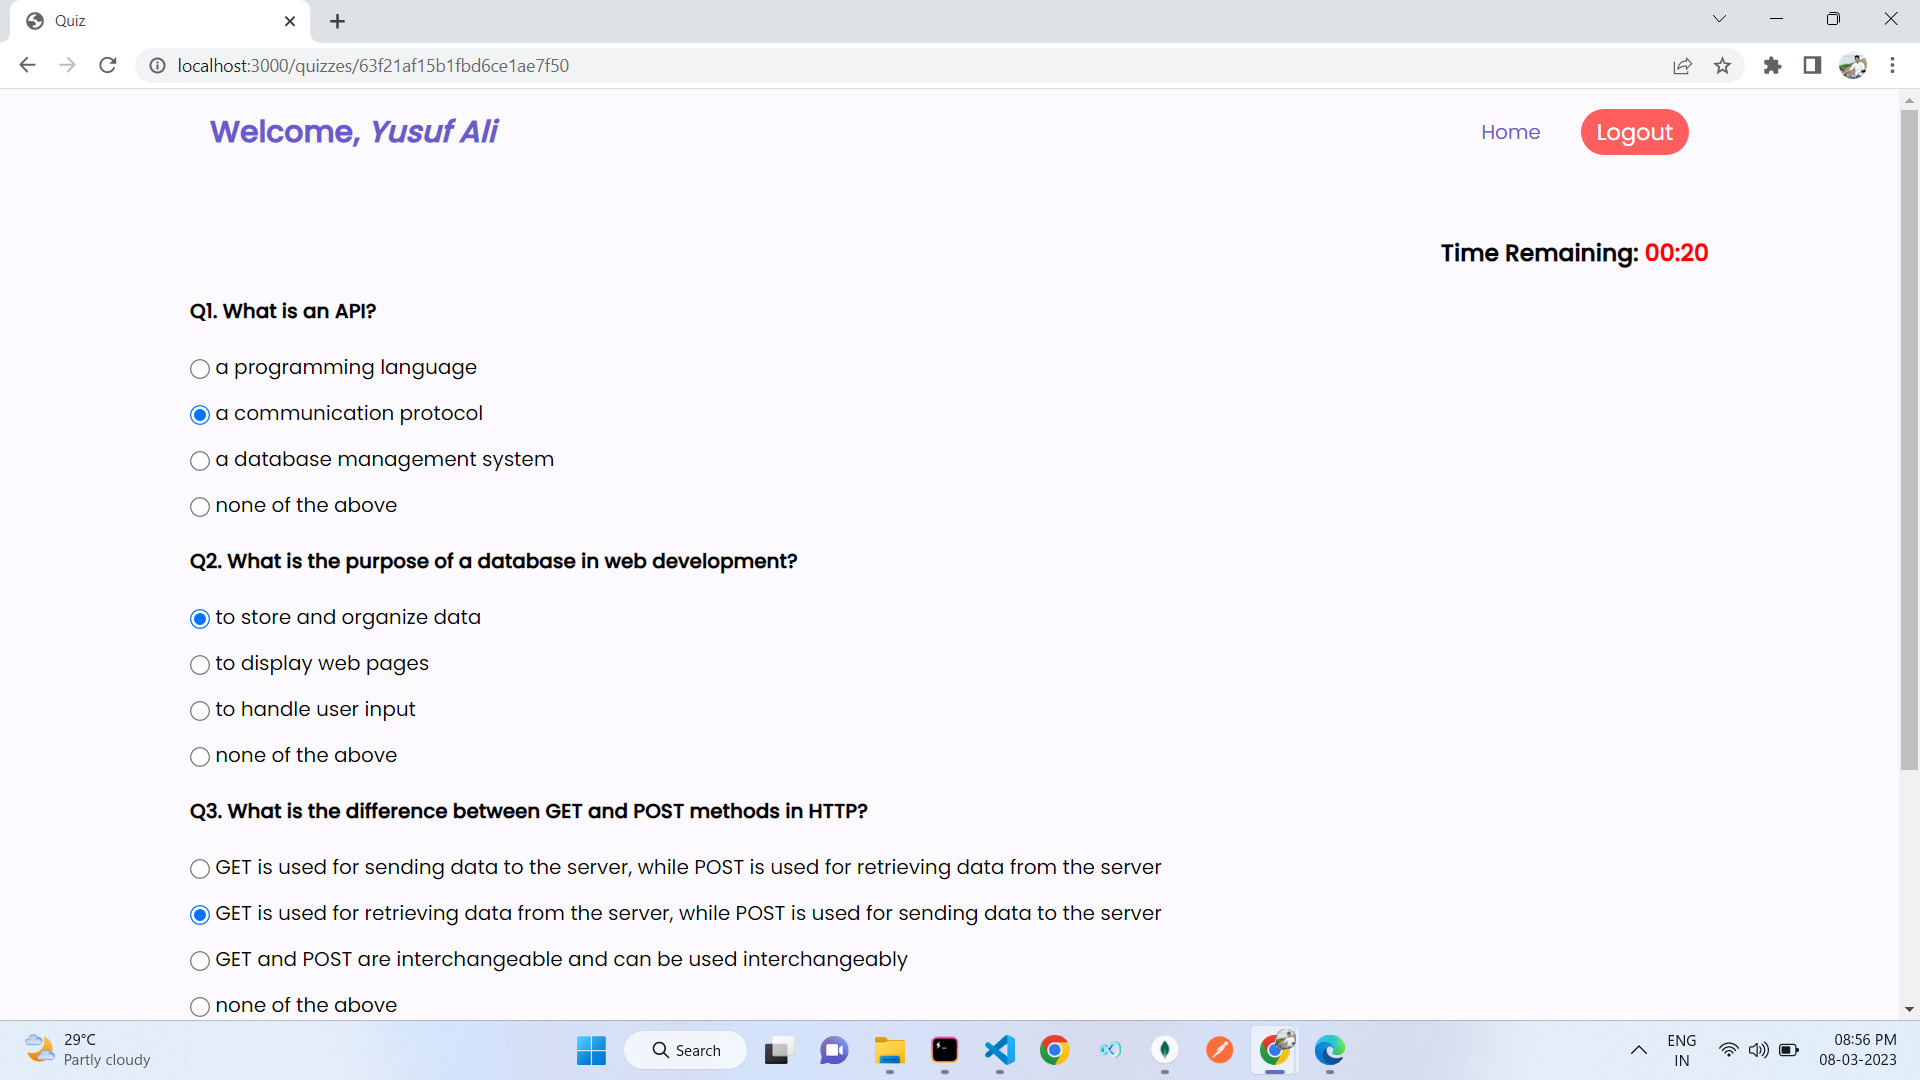 Quiz
localhost:3000/quizzes/63f21af15b1fbd6ce1ae7f50
Welcome, Yusuf Ali
Home
Logout
Time Remaining: 00:20
Q1. What is an API?
a programming language
a communication protocol
a database management system
none of the above
Q2. What is the purpose of a database in web development?
to store and organize data
to display web pages
to handle user input
none of the above
Q3. What is the difference between GET and POST methods in HTTP?
GET is used for sending data to the server, while POST is used for retrieving data from the server
GET is used for retrieving data from the server, while POST is used for sending data to the server
GET and POST are interchangeable and can be used interchangeably
none of the above
29°C
Partly cloudy
Search
ENG
IN
08:56 PM
08-03-2023